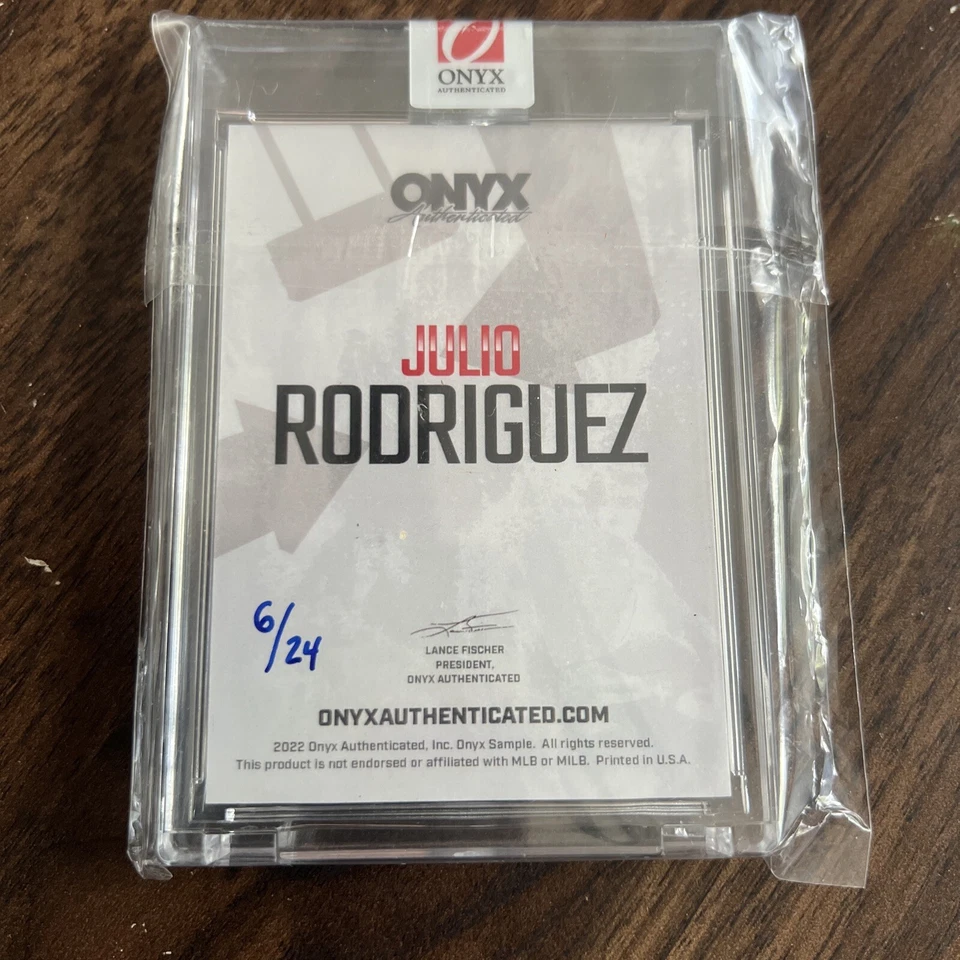 ONYX
AUTHENTICATED
ONYX
Authenticated
JULIO
RODRIGUEZ
6/24
LANCE FISCHER
PRESIDENT,
ONYX AUTHENTICATED
ONYXAUTHENTICATED.COM
2022 Onyx Authenticated, Inc. Onyx Sample. All rights reserved.
This product is not endorsed or affiliated with MLB or MILB. Printed in U.S.A.